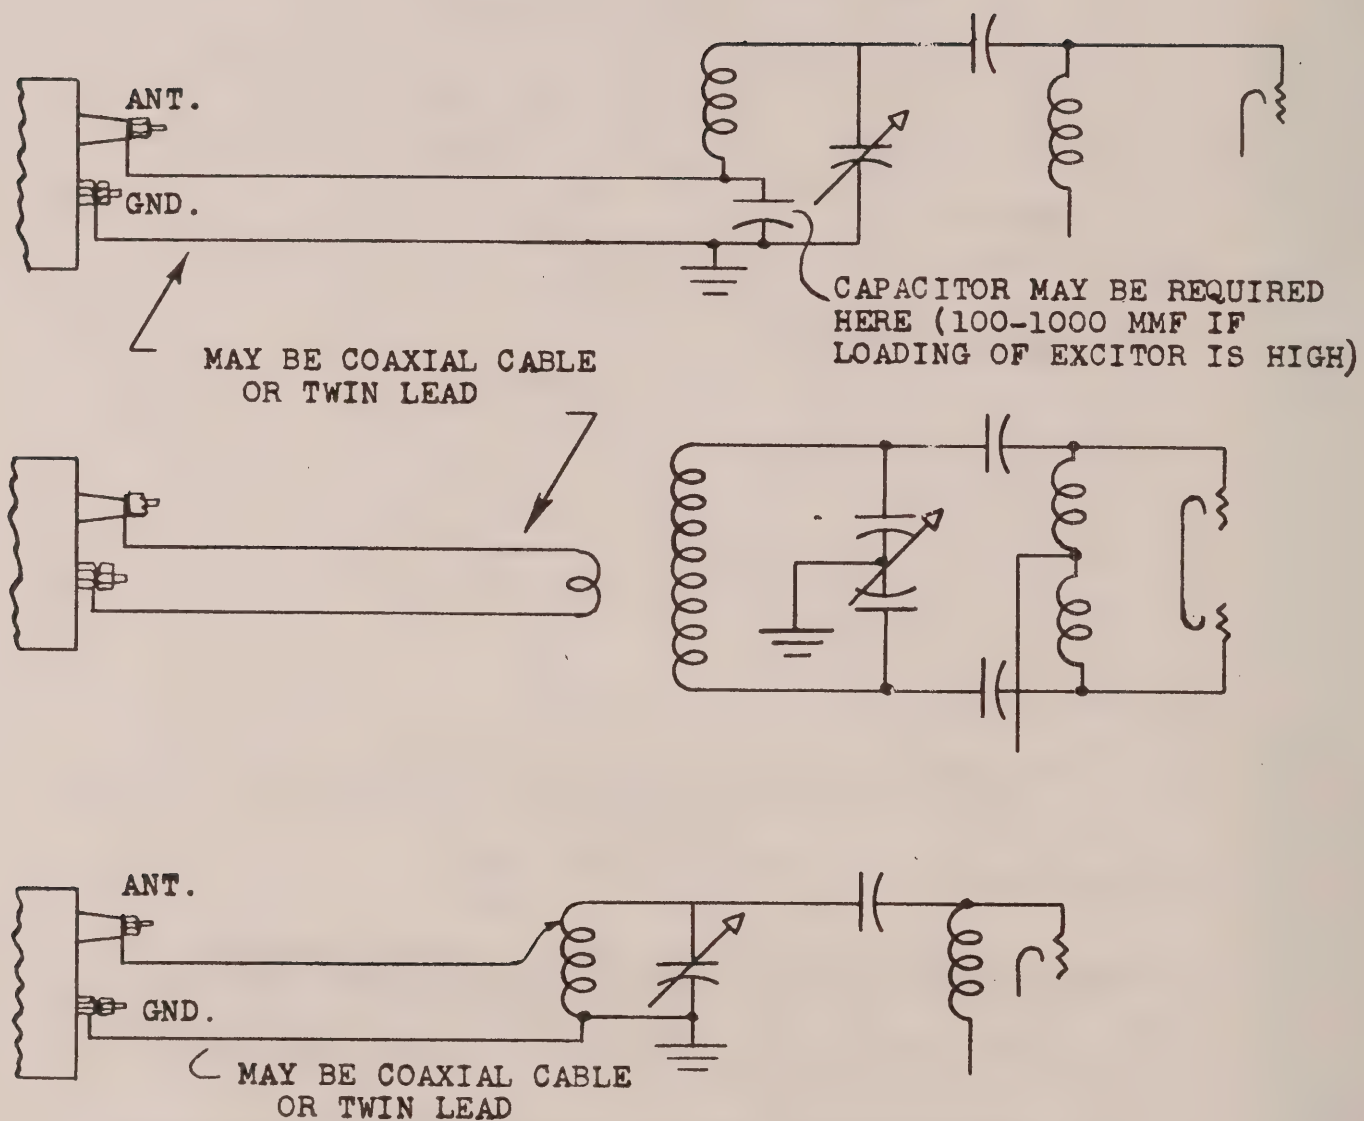 ANT.
GND.
CAPACITOR MAY BE REQUIRED
HERE (100-1000 MMF IF
LOADING OF EXCITOR IS HIGH)
MAY BE COAXIAL CABLE
OR TWIN LEAD
ANT.
GND.
MAY BE COAXIAL CABLE
OR TWIN LEAD